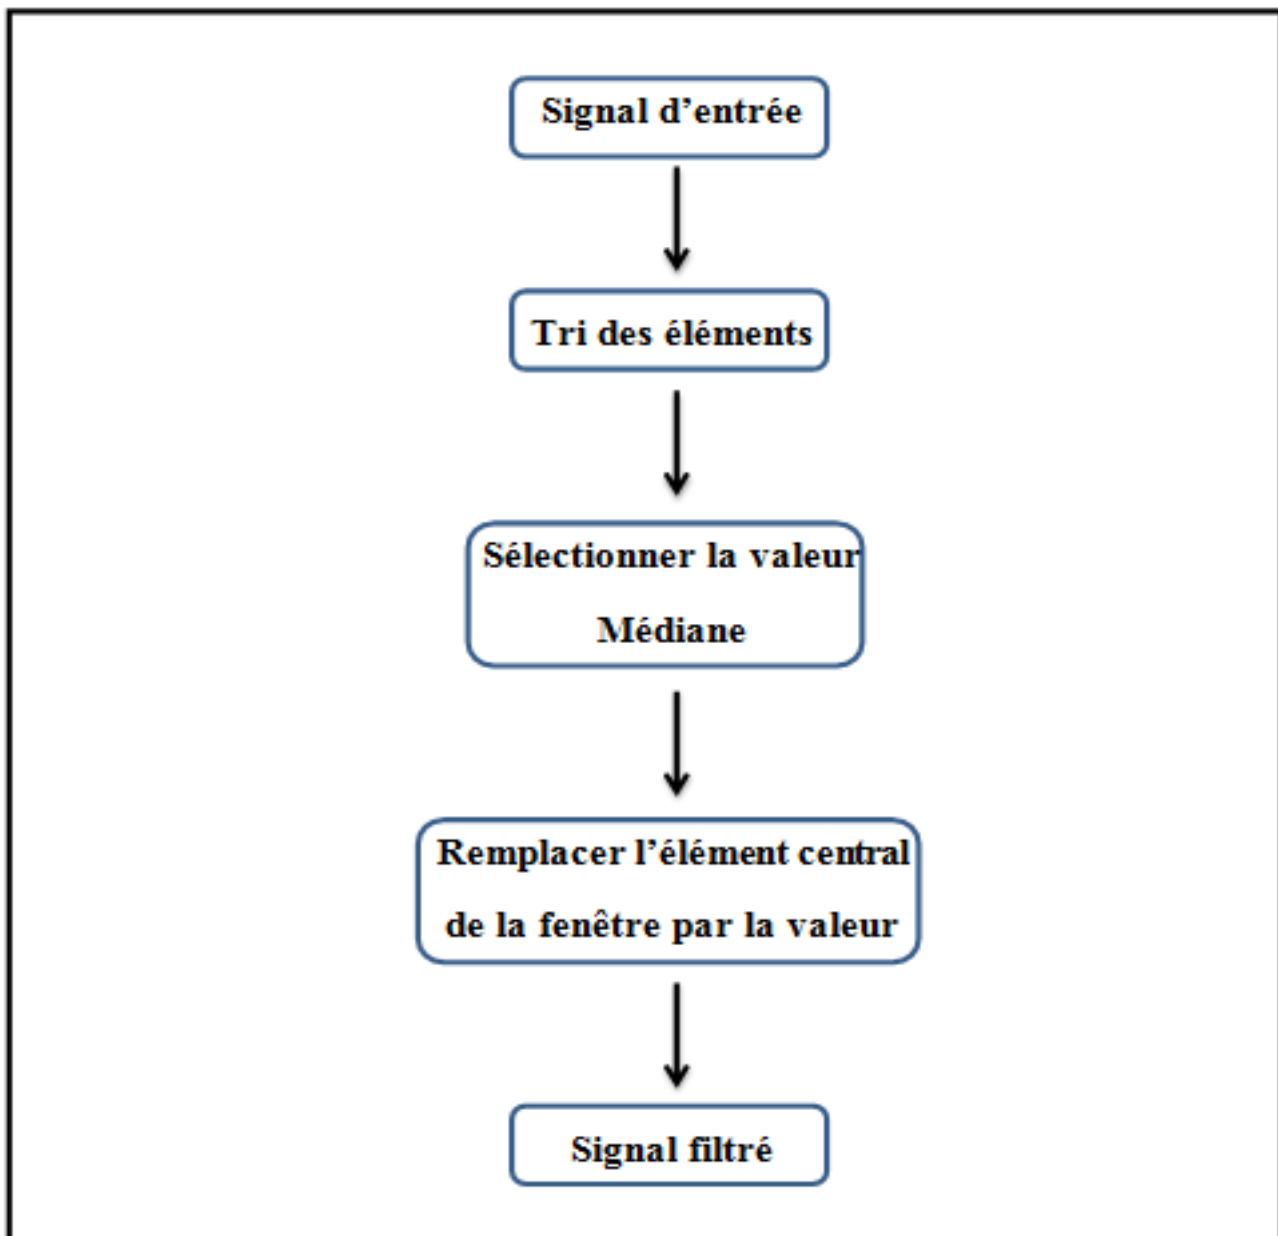 Signal d’entrée
Tri des éléments
Sélectionner la valeur
Médiane
Remplacer l’élément central
de la fenêtre par la valeur
Signal filtré